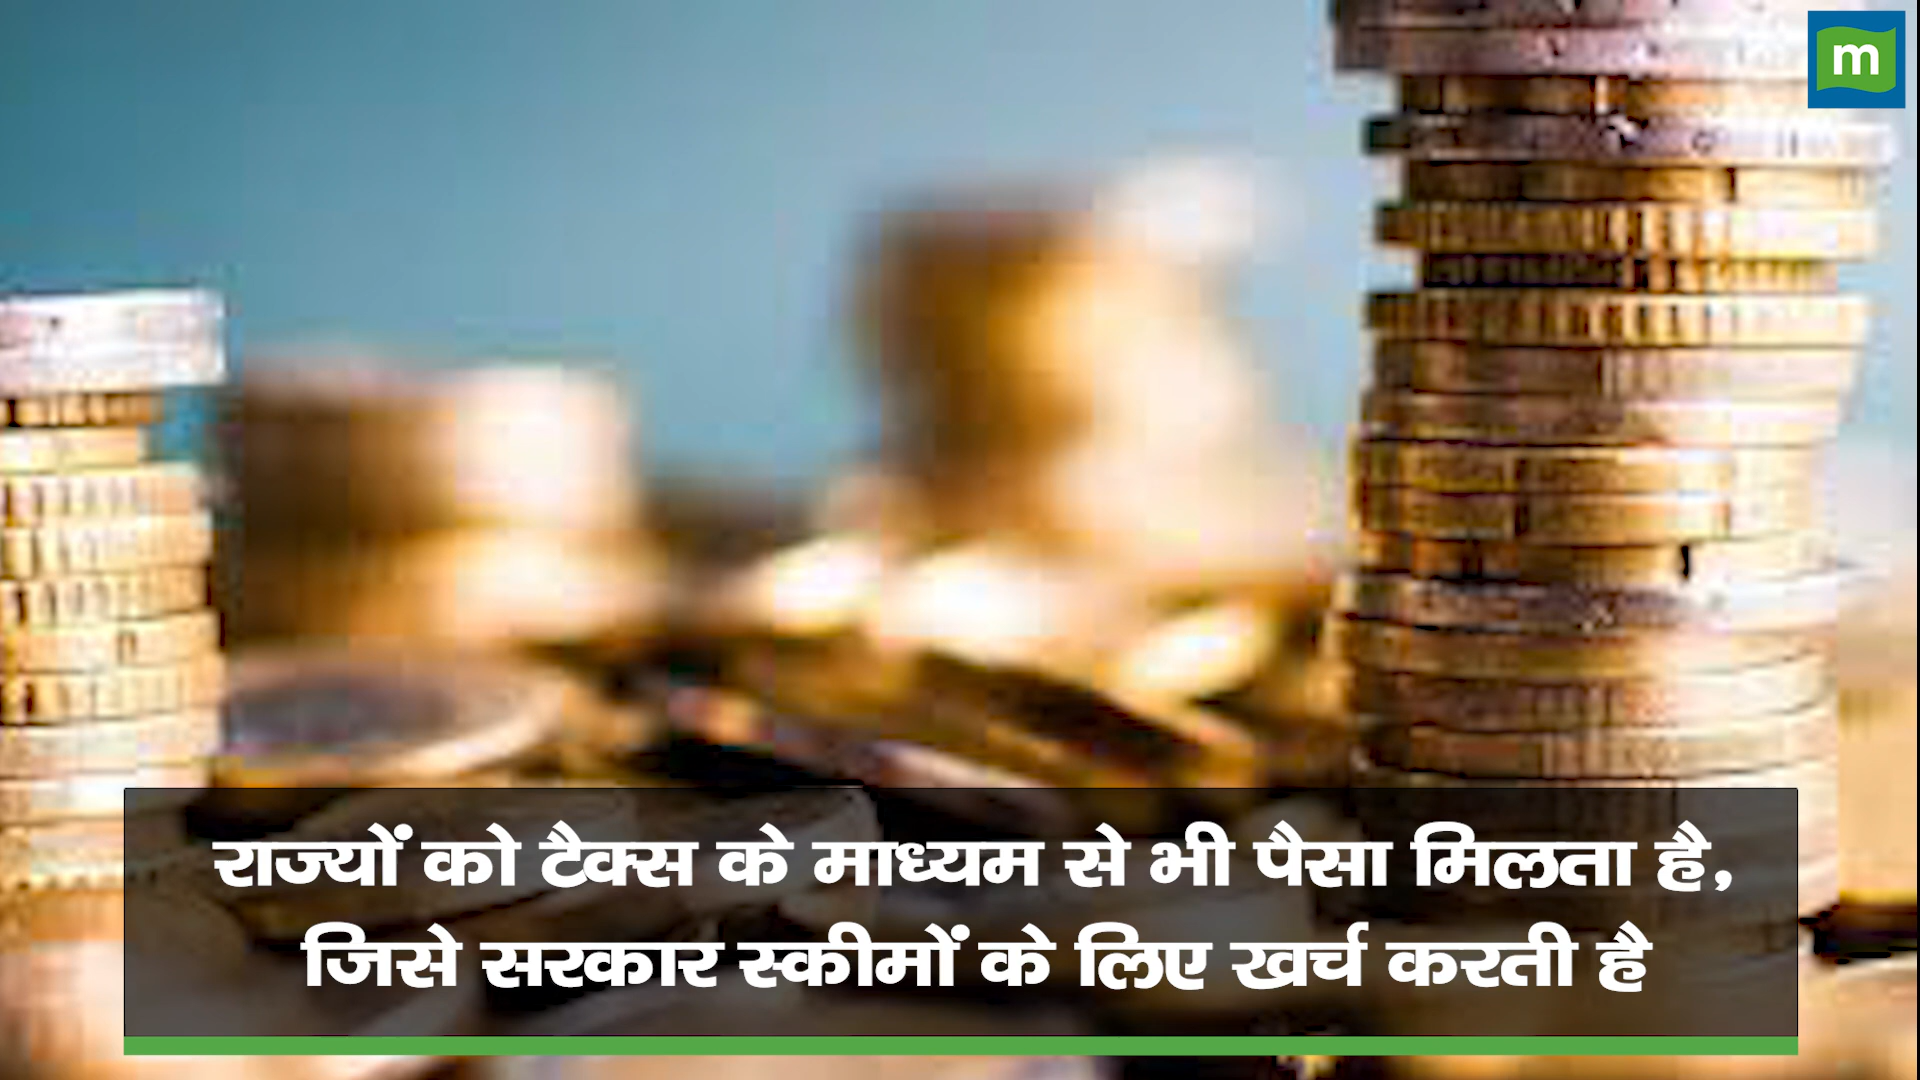 m
राज्यों को टैक्स के माध्यम से भी पैसा मिलता है,
जिसे सरकार स्कीमों के लिए खर्च करती है